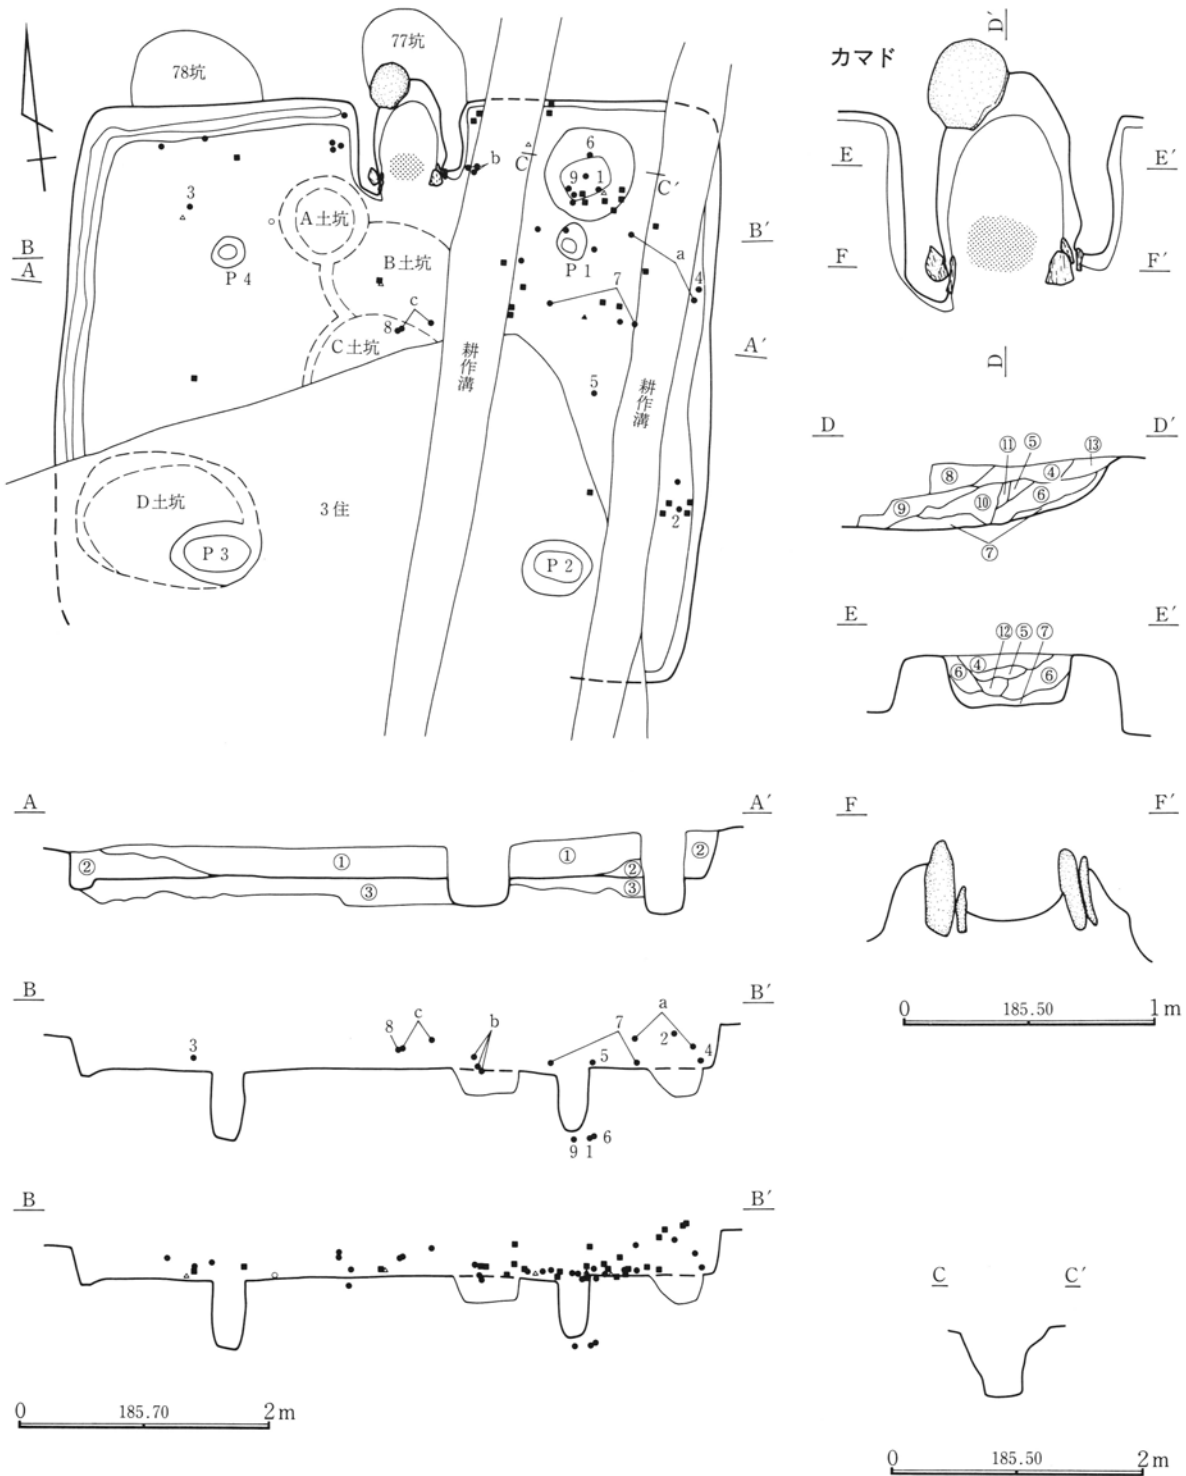 77坑
78坑
6
b
C
9 1
C′
3
A土坑
B
A
P 4
B土坑
P 1
a
B′
4
7
c
8
C土坑
A′
耕作溝
5
耕作溝
D土坑
3住
2
P 3
P 2
カマド
D′
E
E′
F
F′
D
D
D′
⑪ ⑤ ⑬
⑧ ④
⑥
⑨ ⑩
⑦
E
E′
⑫ ⑤ ⑦
④
⑥ ⑥
A
A′
② ① ① ② ②
③ ③
F
F′
0 185.50 1m
B
B′
3
8
c
b
7
a
2
5
4
9 1 6
B
B′
C
C′
0 185.70 2m
0 185.50 2m